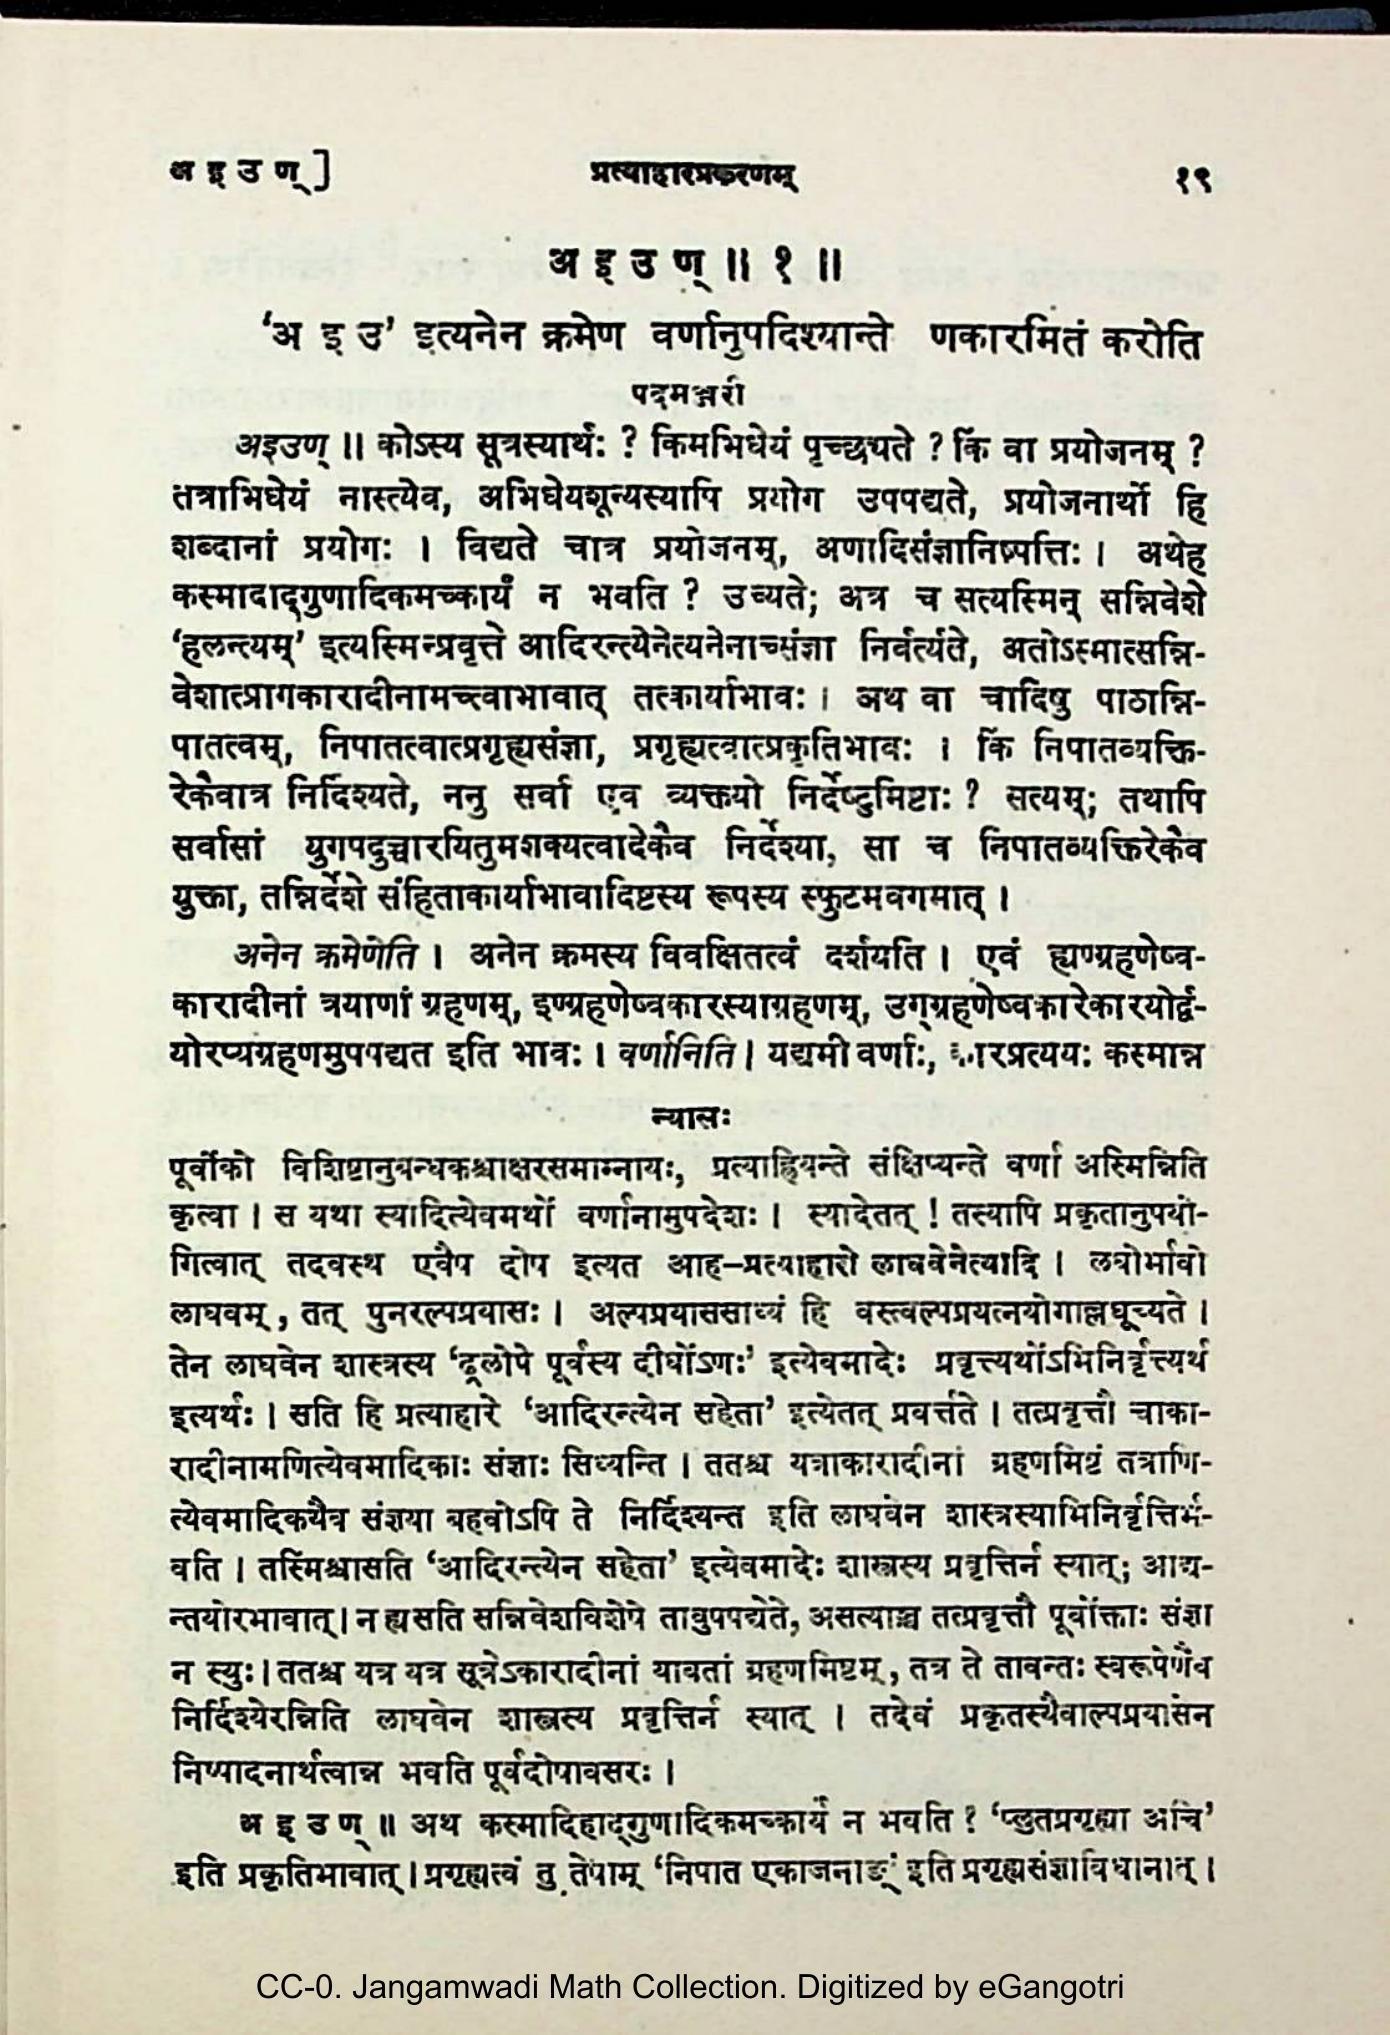 अ इ उ ण् ]
प्रत्याहारप्रकरणम्
१९
अ इ उ ण् ॥ १ ॥
‘अ इ उ’ इत्यनेन क्रमेण वर्णानुपदिश्यान्ते णकारमितं करोति
पदमञ्जरी
अइउण् ॥ कोऽस्य सूत्रस्यार्थः ? किमभिधेयं पृच्छ्यते ? किं वा प्रयोजनम् ?
तत्राभिधेयं नास्त्येव, अभिधेयशून्यस्यापि प्रयोग उपपद्यते, प्रयोजनार्थो हि
शब्दानां प्रयोगः । विद्यते चात्र प्रयोजनम्, अणादिसंज्ञानिष्पत्तिः । अथेह
कस्मादाद्गुणादिकमच्कार्यं न भवति ? उच्यते; अत्र च सत्यस्मिन् सन्निवेशे
‘हलन्त्यम्’ इत्यस्मिन्प्रवृत्ते आदिरन्त्येनेत्यनेनाच्संज्ञा निर्वर्त्यते, अतोऽस्मात्सन्नि-
वेशात्प्रागकारादीनामच्त्वाभावात् तत्कार्याभावः । अथ वा चादिषु पाठान्नि-
पातत्वम्, निपातत्वात्प्रगृह्यसंज्ञा, प्रगृह्यत्वात्प्रकृतिभावः । किं निपातव्यक्ति-
रेकैवात्र निर्दिश्यते, ननु सर्वा एव व्यक्तयो निर्देष्टुमिष्टाः ? सत्यम्; तथापि
सर्वासां युगपदुच्चारयितुमशक्यत्वादेकैव निर्देश्या, सा च निपातव्यक्तिरेकैव
युक्ता, तन्निर्देशे संहिताकार्याभावादिष्टस्य रूपस्य स्फुटमवगमात् ।
अनेन क्रमेणेति । अनेन क्रमस्य विवक्षितत्वं दर्शयति । एवं ह्यण्ग्रहणेष्व-
कारादीनां त्रयाणां ग्रहणम्, इण्ग्रहणेष्वकारस्याग्रहणम्, उग्ग्रहणेष्वकारेकारयोर्द्व-
योरप्यग्रहणमुपपद्यत इति भावः । वर्णानिति । यद्यमी वर्णाः, कारप्रत्ययः कस्मान्न
न्यासः
पूर्वोको विशिष्टानुबन्धकश्चाक्षरसमाम्नायः, प्रत्याह्रियन्ते संक्षिप्यन्ते वर्णा अस्मिन्निति
कृत्वा । स यथा स्यादित्येवमर्थो वर्णानामुपदेशः । स्यादेतत् ! तस्यापि प्रकृतानुपयो-
गित्वात् तदवस्थ एवैष दोष इत्यत आह–प्रत्याहारो लाघवेनेत्यादि । लघोर्भावो
लाघवम् , तत् पुनरल्पप्रयासः । अल्पप्रयाससाध्यं हि वस्त्वल्पप्रयत्नयोगाल्लघूच्यते ।
तेन लाघवेन शास्त्रस्य ‘ढ्रलोपे पूर्वस्य दीर्घोऽणः’ इत्येवमादेः प्रवृत्त्यर्थोऽभिनिर्वृत्त्यर्थ
इत्यर्थः । सति हि प्रत्याहारे ‘आदिरन्त्येन सहेता’ इत्येतत् प्रवर्त्तते । तत्प्रवृत्तौ चाका-
रादीनामणित्येवमादिकाः संज्ञाः सिध्यन्ति । ततश्च यत्राकारादीनां ग्रहणमिष्टं तत्राणि-
त्येवमादिकयैव संज्ञया बहवोऽपि ते निर्दिश्यन्त इति लाघवेन शास्त्रस्याभिनिर्वृत्तिर्भ-
वति । तस्मिंश्चासति ‘आदिरन्त्येन सहेता’ इत्येवमादेः शास्त्रस्य प्रवृत्तिर्न स्यात्; आद्य-
न्तयोरभावात् । न ह्यसति सन्निवेशविशेषे तावुपपद्येते, असत्याञ्च तत्प्रवृत्तौ पूर्वोक्ताः संज्ञा
न स्युः । ततश्च यत्र यत्र सूत्रेऽकारादीनां यावतां ग्रहणमिष्टम् , तत्र ते तावन्तः स्वरूपेणैव
निर्दिश्येरन्निति लाघवेन शास्त्रस्य प्रवृत्तिर्न स्यात् । तदेवं प्रकृतस्यैवाल्पप्रयासेन
निष्पादनार्थत्वान्न भवति पूर्वदोषावसरः ।
अ इ उ ण् ॥ अथ कस्मादिहाद्गुणादिकमच्कार्यं न भवति ? ‘प्लुतप्रगृह्या अचि’
इति प्रकृतिभावात् । प्रगृह्यत्वं तु तेषाम् ‘निपात एकाजनाङ्’ इति प्रगृह्यसंज्ञाविधानात् ।
CC-0. Jangamwadi Math Collection. Digitized by eGangotri